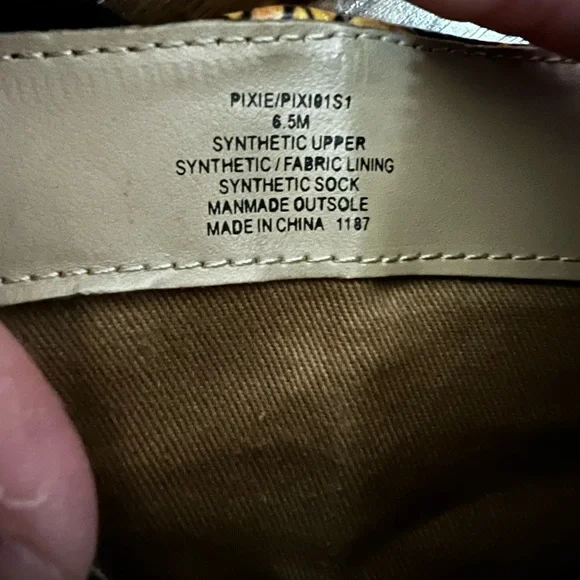 PIXIE/PIXI01S1
6.5M
SYNTHETIC UPPER
SYNTHETIC/FABRIC LINING
SYNTHETIC SOCK
MANMADE OUTSOLE
MADE IN CHINA 1187